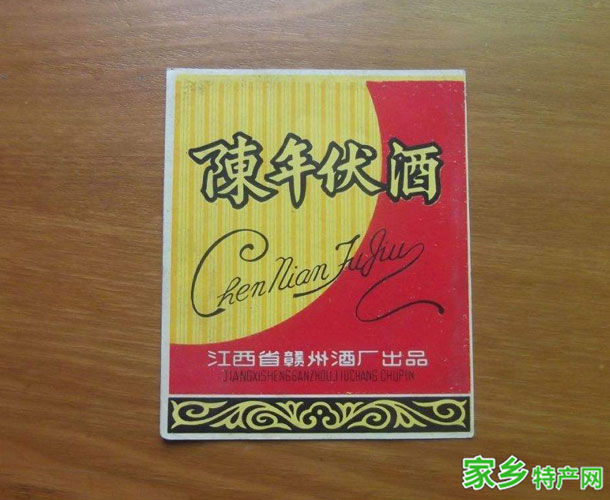 陳年伏酒
Chen Nian Fu Jiu
江西省赣州酒厂出品
JIANGXISHENGGANZHOUJIUCHANG CHUPIN
家乡特产网